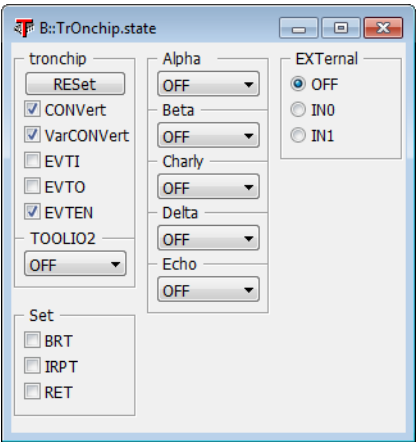 B::TrOnchip.state
tronchip
RESet
CONVert
VarCONVert
EVTI
EVTO
EVTEN
TOOLIO2
OFF
Set
BRT
IRPT
RET
Alpha
OFF
Beta
OFF
Charly
OFF
Delta
OFF
Echo
OFF
EXTernal
OFF
IN0
IN1